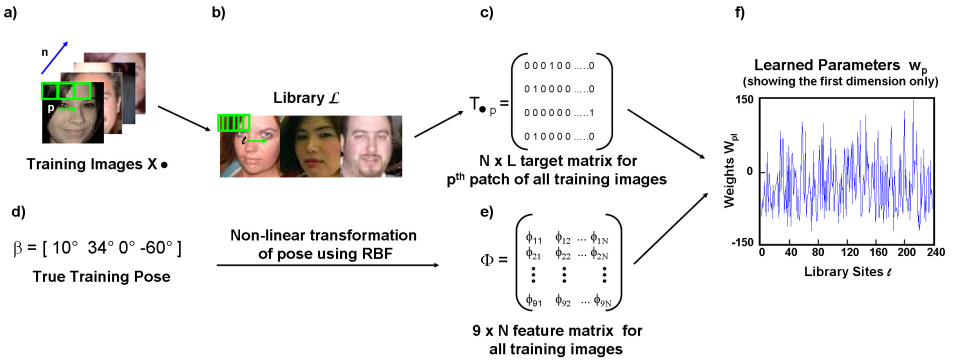 a)
n
p
Training Images X ●
b)
Library ℒ
ℓ
c)
T● p =
0 0 0 1 0 0 .....0
0 1 0 0 0 0 .....0
0 0 0 0 0 0 .....1
0 1 0 0 0 0 .....0
N x L target matrix for
pth patch of all training images
d)
β = [ 10° 34° 0° -60° ]
True Training Pose
Non-linear transformation
of pose using RBF
e)
Φ =
ϕ11 ϕ12 ... ϕ1N
ϕ21 ϕ22 ... ϕ2N
ϕ91 ϕ92 ... ϕ9N
9 x N feature matrix for
all training images
f)
Learned Parameters wp
(showing the first dimension only)
Weights Wpl
150
0
-150
0 40 80 120 160 200 240
Library Sites ℓ